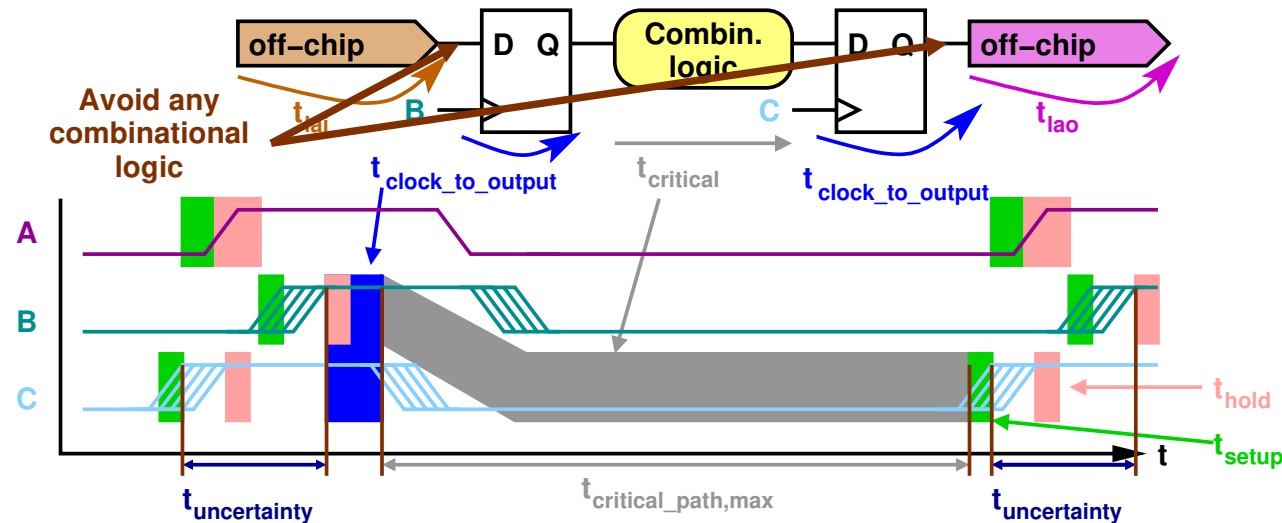 off-chip
D Q
Combin.
logic
D Q
off-chip
Avoid any
combinational
logic
t_lai
B
C
t_lao
t_clock_to_output
t_critical
t_clock_to_output
A
B
C
t_hold
t_setup
t
t_uncertainty
t_critical_path,max
t_uncertainty